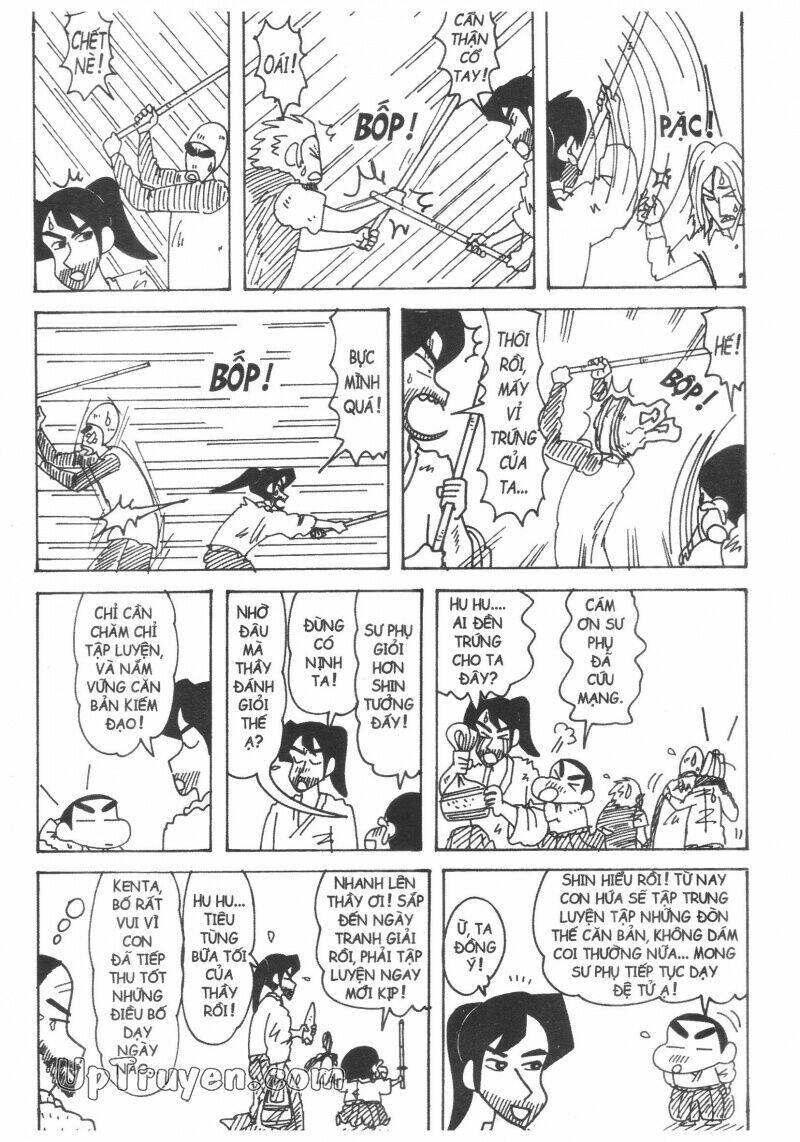 CHẾT
NÈ!
OÁI!
BỐP!
CẨN
THẬN
CỔ
TAY!
PẶC!
BỐP!
BỰC
MÌNH
QUÁ!
THÔI
RỒI,
MẤY
VỈ
TRỨNG
CỦA
TA...
HẾ!
BỘP!
CHỈ CẦN
CHĂM CHỈ
TẬP LUYỆN,
VÀ NẮM
VỮNG CĂN
BẢN KIẾM
ĐẠO!
NHỜ
ĐÂU
MÀ
THẦY
ĐÁNH
GIỎI
THẾ
Ạ?
ĐỪNG
CÓ
NỊNH
TA!
SƯ PHỤ
GIỎI
HƠN
SHIN
TƯỞNG
ĐẤY!
HU HU....
AI ĐỀN
TRỨNG
CHO TA
ĐÂY?
CÁM
ƠN SƯ
PHỤ
ĐÃ
CỨU
MẠNG.
KENTA,
BỐ RẤT
VUI VÌ
CON
ĐÃ TIẾP
THU TỐT
NHỮNG
ĐIỀU BỐ
DẠY
NGÀY
NÀO.
HU HU...
TIÊU
TÙNG
BỮA TỐI
CỦA
THẦY
RỒI!
NHANH LÊN
THẦY ƠI! SẮP
ĐẾN NGÀY
TRANH GIẢI
RỒI, PHẢI TẬP
LUYỆN NGAY
MỚI KỊP!
Ừ, TA
ĐỒNG
Ý!
SHIN HIỂU RỒI! TỪ NAY
CON HỨA SẼ TẬP TRUNG
LUYỆN TẬP NHỮNG ĐÒN
THẾ CĂN BẢN, KHÔNG DÁM
COI THƯỜNG NỮA... MONG
SƯ PHỤ TIẾP TỤC DẠY
ĐỆ TỬ Ạ!
UpTruyen.com